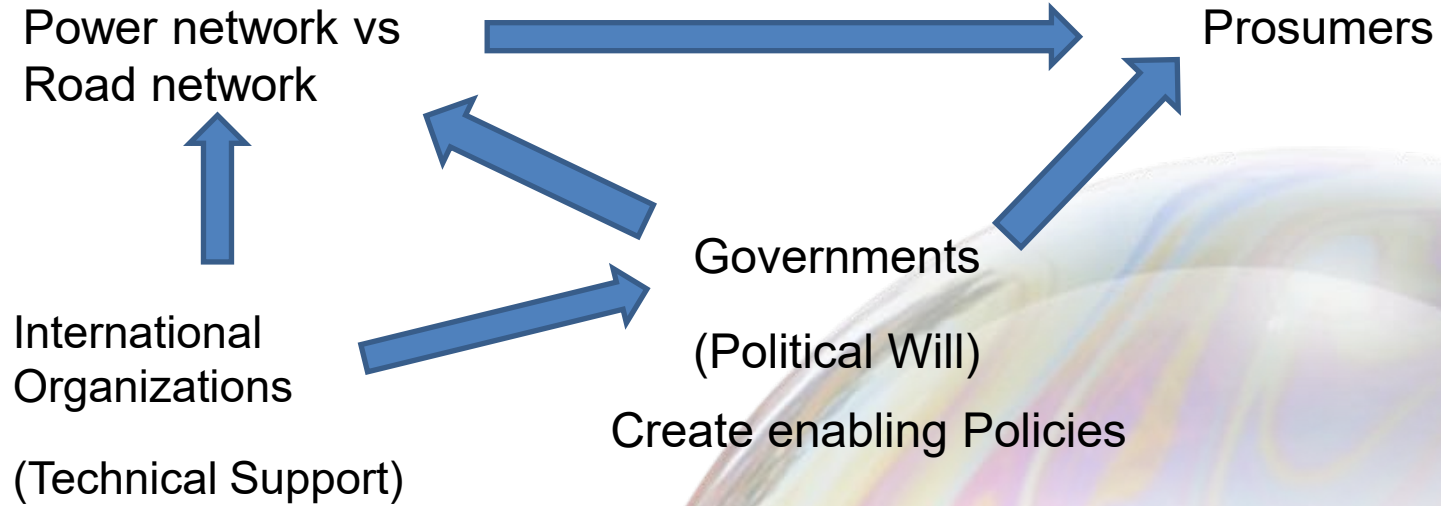 Power network vs
Road network
Prosumers
Governments
(Political Will)
Create enabling Policies
International
Organizations
(Technical Support)